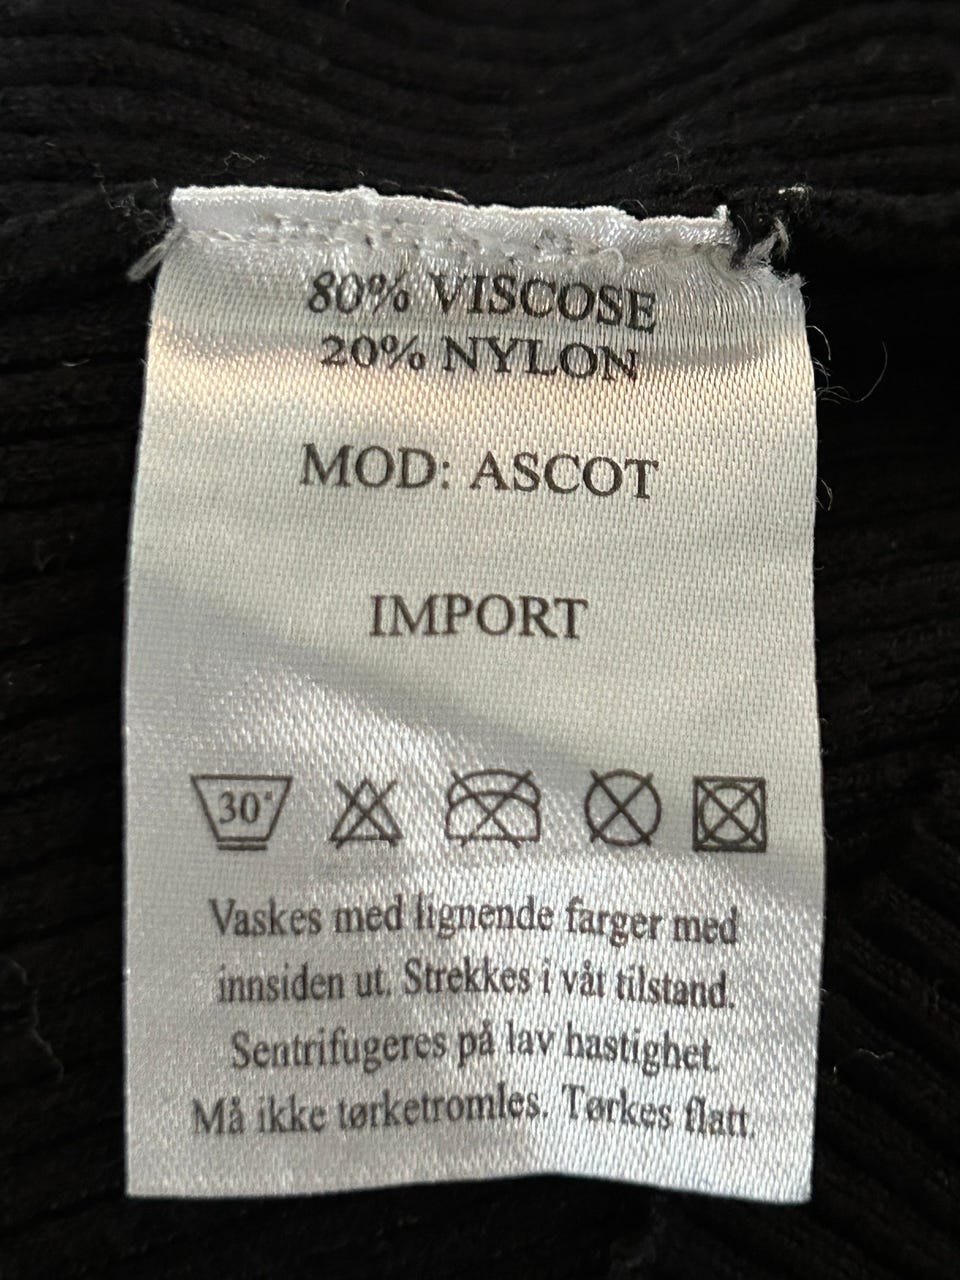 80% VISCOSE
20% NYLON
MOD: ASCOT
IMPORT
30°
Vaskes med lignende farger med
innsiden ut. Strekkes i våt tilstand.
Sentrifugeres på lav hastighet.
Må ikke tørketromles. Tørkes flatt.